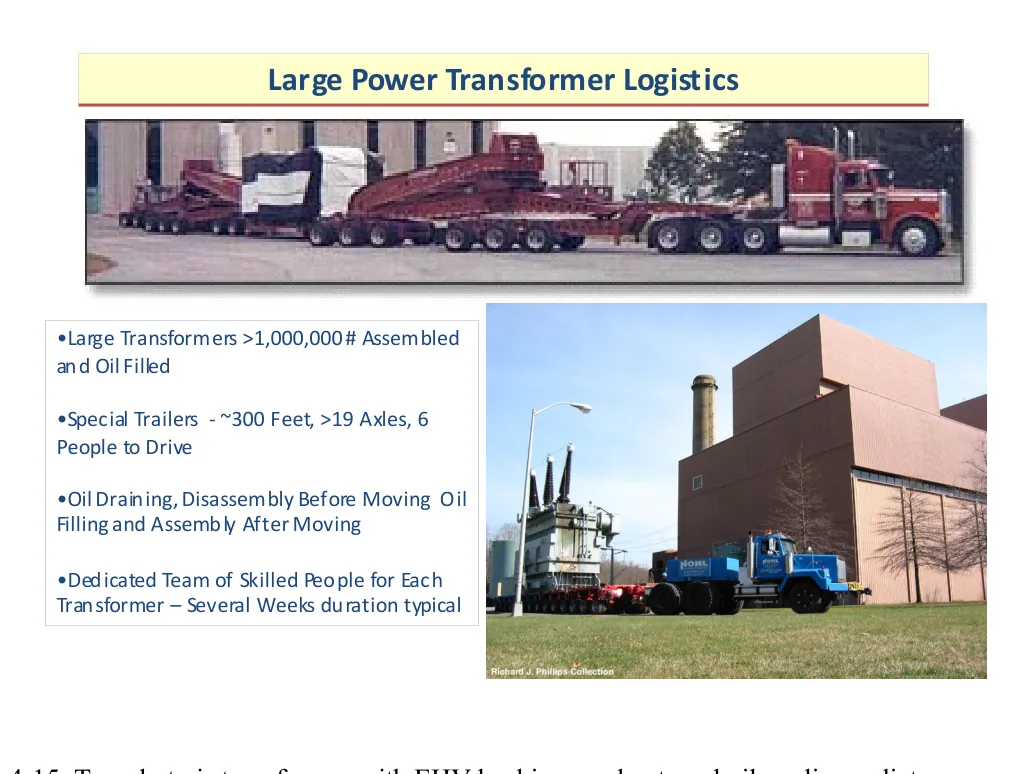 Large Power Transformer Logistics
•Large Transformers >1,000,000# Assembled
and Oil Filled
•Special Trailers - ~300 Feet, >19 Axles, 6
People to Drive
•Oil Draining, Disassembly Before Moving Oil
Filling and Assembly After Moving
•Dedicated Team of Skilled People for Each
Transformer – Several Weeks duration typical
NOHL
Richard J. Phillips Collection